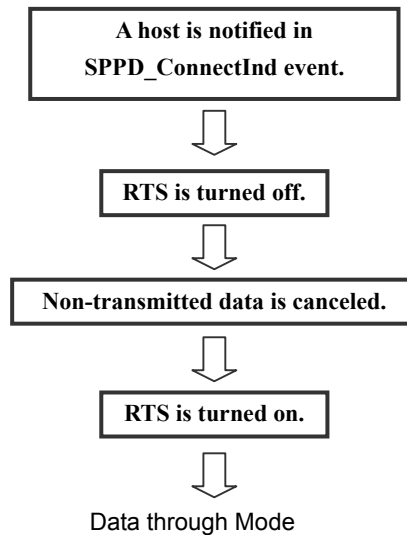 A host is notified in
SPPD_ConnectInd event.
RTS is turned off.
Non-transmitted data is canceled.
RTS is turned on.
Data through Mode